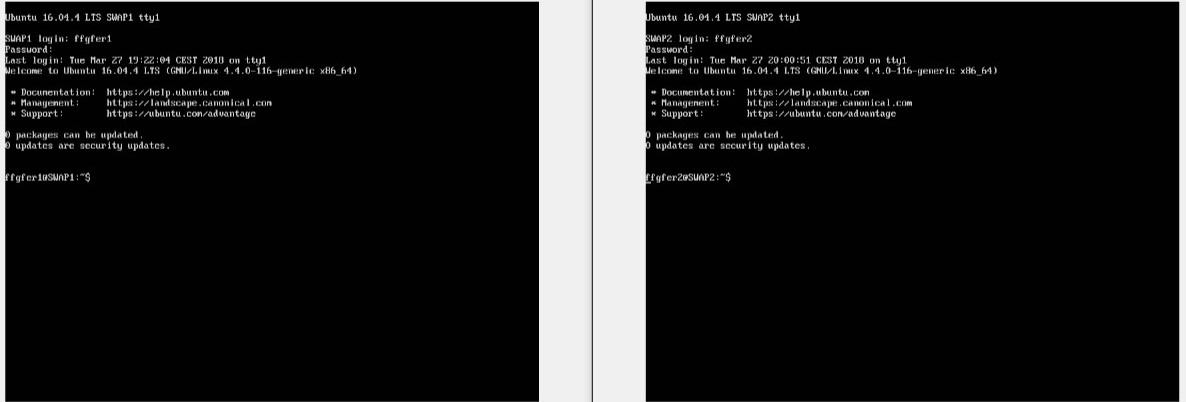 Ubuntu 16.04.4 LTS SWAP1 tty1
SWAP1 login: ffgfer1
Password:
Last login: Tue Mar 27 19:22:04 CEST 2018 on tty1
Welcome to Ubuntu 16.04.4 LTS (GNU/Linux 4.4.0-116-generic x86_64)
* Documentation: https://help.ubuntu.com
* Management: https://landscape.canonical.com
* Support: https://ubuntu.com/advantage
0 packages can be updated.
0 updates are security updates.
ffgfer1@SWAP1:~$
Ubuntu 16.04.4 LTS SWAP2 tty1
SWAP2 login: ffgfer2
Password:
Last login: Tue Mar 27 20:00:51 CEST 2018 on tty1
Welcome to Ubuntu 16.04.4 LTS (GNU/Linux 4.4.0-116-generic x86_64)
* Documentation: https://help.ubuntu.com
* Management: https://landscape.canonical.com
* Support: https://ubuntu.com/advantage
0 packages can be updated.
0 updates are security updates.
ffgfer2@SWAP2:~$